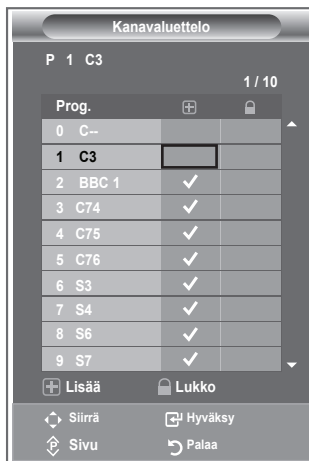 Kanavaluettelo
P 1 C3
1 / 10
Prog.
0 C--
1 C3
2 BBC 1
3 C74
4 C75
5 C76
6 S3
7 S4
8 S6
9 S7
Lisää Lukko
Siirrä Hyväksy
P Sivu Palaa